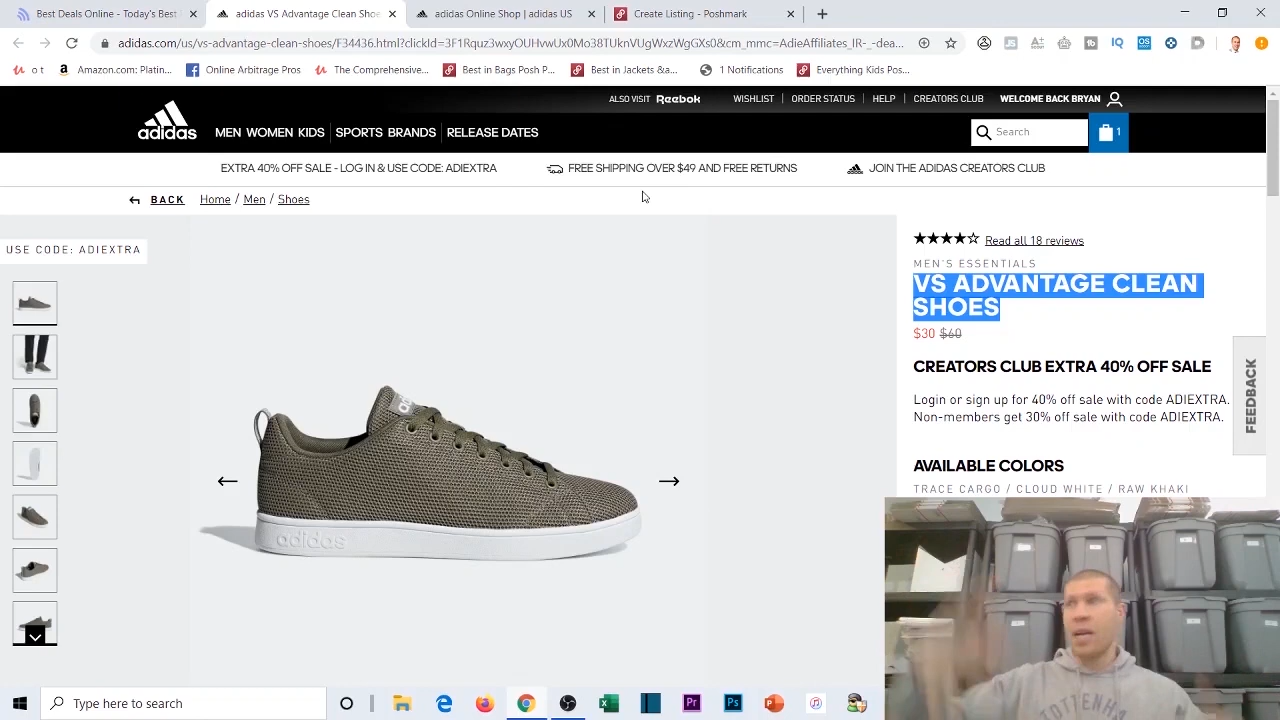 Best Deals Online - Today's Best
adidas VS Advantage Clean Shoe
adidas Online Shop | adidas US
Create Listing - Poshmark
adidas.com/us/vs-advantage-clean-shoes/F34436.html?clickId=3F1Rquz3wxyOUHvwUx0Mo38TUknVUgWxzWgGXs0&cm_mmc=AdieAffiliates_IR-_-dea...
o t
Amazon.com: Platin...
Online Arbitrage Pros
The Comprehensive...
Best in Bags Posh P...
Best in Jackets &a...
1 Notifications
Everything Kids Pos...
ALSO VISIT Reebok
WISHLIST
ORDER STATUS
HELP
CREATORS CLUB
WELCOME BACK BRYAN
adidas
MEN WOMEN KIDS
SPORTS BRANDS
RELEASE DATES
Search
1
EXTRA 40% OFF SALE - LOG IN & USE CODE: ADIEXTRA
FREE SHIPPING OVER $49 AND FREE RETURNS
JOIN THE ADIDAS CREATORS CLUB
BACK
Home / Men / Shoes
USE CODE: ADIEXTRA
Read all 18 reviews
MEN'S ESSENTIALS
VS ADVANTAGE CLEAN
SHOES
$30 $60
CREATORS CLUB EXTRA 40% OFF SALE
Login or sign up for 40% off sale with code ADIEXTRA.
Non-members get 30% off sale with code ADIEXTRA.
FEEDBACK
AVAILABLE COLORS
TRACE CARGO / CLOUD WHITE / RAW KHAKI
adidas
TOTTENH
Type here to search